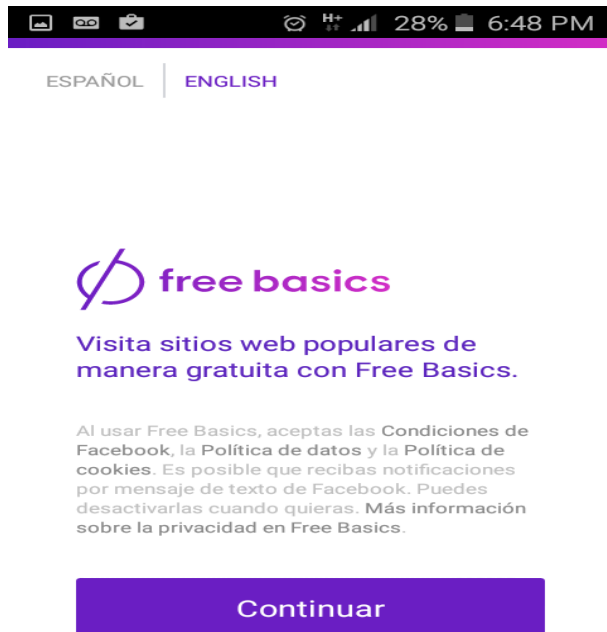 H+ 28% 6:48 PM
ESPAÑOL ENGLISH
free basics
Visita sitios web populares de
manera gratuita con Free Basics.
Al usar Free Basics, aceptas las Condiciones de
Facebook, la Política de datos y la Política de
cookies. Es posible que recibas notificaciones
por mensaje de texto de Facebook. Puedes
desactivarlas cuando quieras. Más información
sobre la privacidad en Free Basics.
Continuar